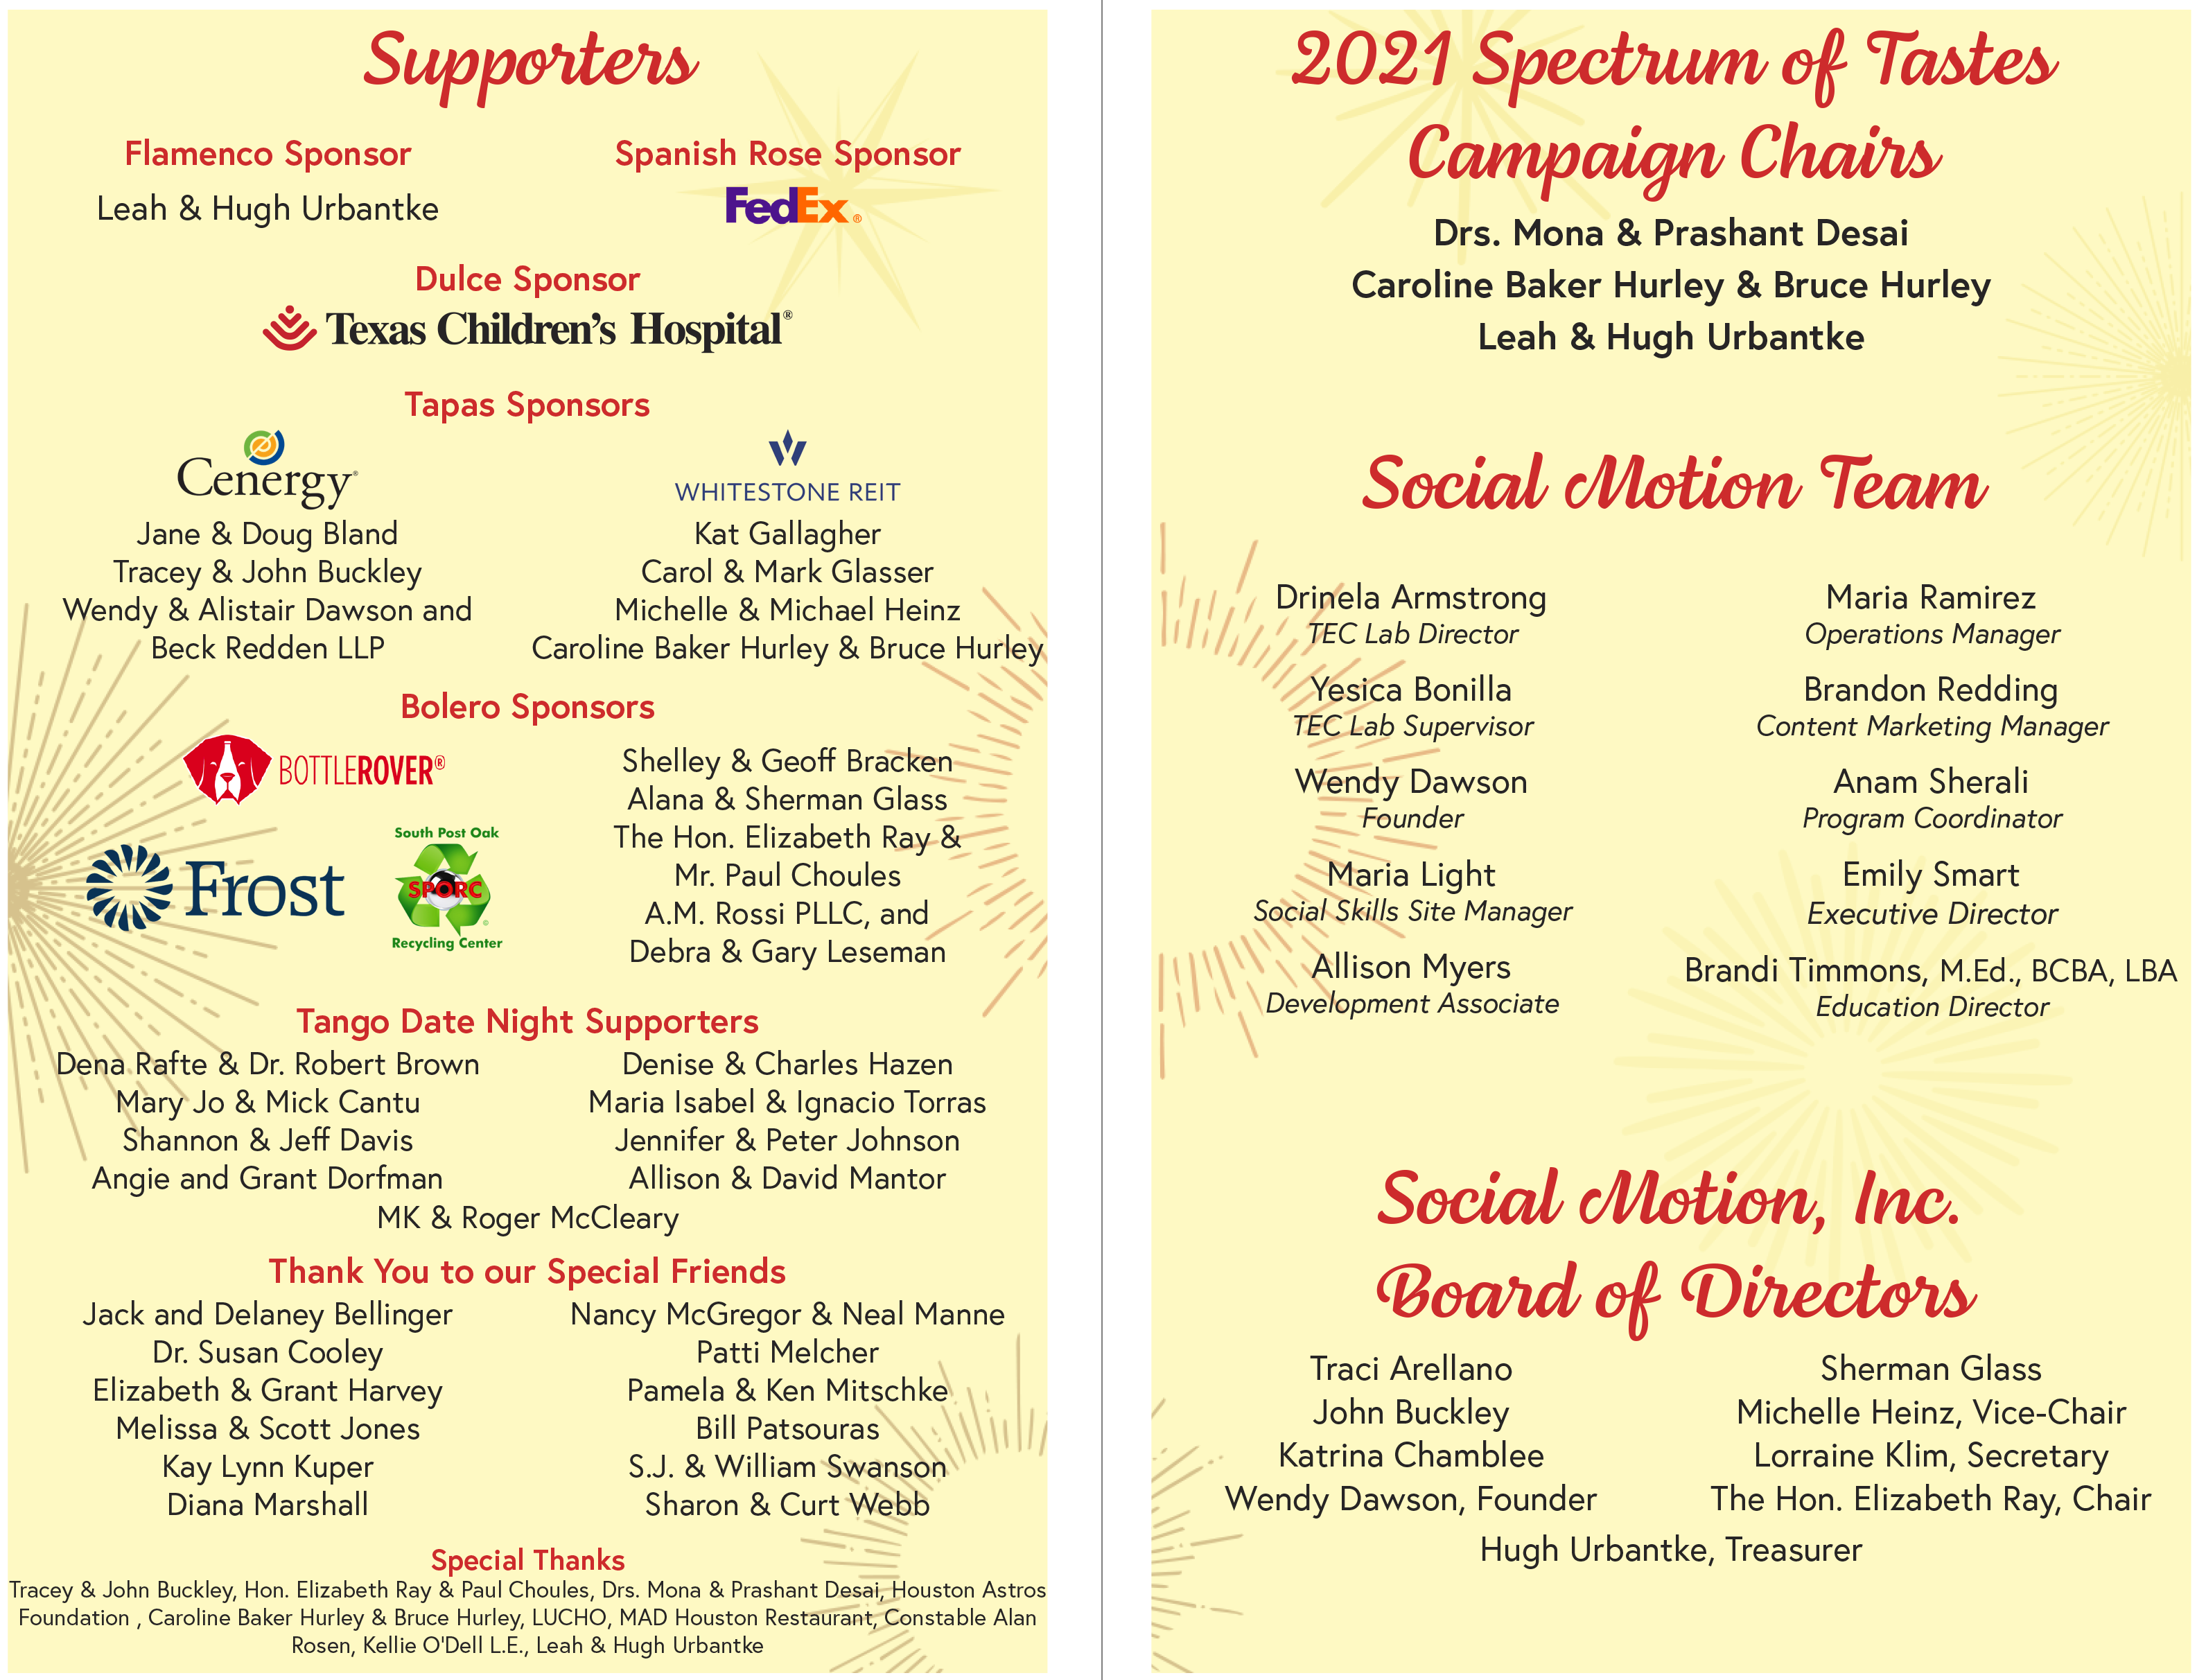 Supporters
Flamenco Sponsor
Leah & Hugh Urbantke
Spanish Rose Sponsor
FedEx®
Dulce Sponsor
Texas Children's Hospital®
Tapas Sponsors
Cenergy®
Jane & Doug Bland
Tracey & John Buckley
Wendy & Alistair Dawson and
Beck Redden LLP
WHITESTONE REIT
Kat Gallagher
Carol & Mark Glasser
Michelle & Michael Heinz
Caroline Baker Hurley & Bruce Hurley
Bolero Sponsors
BOTTLEROVER®
Frost
South Post Oak
SPORC
©
Recycling Center
Shelley & Geoff Bracken
Alana & Sherman Glass
The Hon. Elizabeth Ray &
Mr. Paul Choules
A.M. Rossi PLLC, and
Debra & Gary Leseman
Tango Date Night Supporters
Dena Rafte & Dr. Robert Brown
Mary Jo & Mick Cantu
Shannon & Jeff Davis
Angie and Grant Dorfman
Denise & Charles Hazen
Maria Isabel & Ignacio Torras
Jennifer & Peter Johnson
Allison & David Mantor
MK & Roger McCleary
Thank You to our Special Friends
Jack and Delaney Bellinger
Dr. Susan Cooley
Elizabeth & Grant Harvey
Melissa & Scott Jones
Kay Lynn Kuper
Diana Marshall
Nancy McGregor & Neal Manne
Patti Melcher
Pamela & Ken Mitschke
Bill Patsouras
S.J. & William Swanson
Sharon & Curt Webb
Special Thanks
Tracey & John Buckley, Hon. Elizabeth Ray & Paul Choules, Drs. Mona & Prashant Desai, Houston Astros
Foundation , Caroline Baker Hurley & Bruce Hurley, LUCHO, MAD Houston Restaurant, Constable Alan
Rosen, Kellie O'Dell L.E., Leah & Hugh Urbantke
2021 Spectrum of Tastes
Campaign Chairs
Drs. Mona & Prashant Desai
Caroline Baker Hurley & Bruce Hurley
Leah & Hugh Urbantke
Social Motion Team
Drinela Armstrong
TEC Lab Director
Yesica Bonilla
TEC Lab Supervisor
Wendy Dawson
Founder
Maria Light
Social Skills Site Manager
Allison Myers
Development Associate
Maria Ramirez
Operations Manager
Brandon Redding
Content Marketing Manager
Anam Sherali
Program Coordinator
Emily Smart
Executive Director
Brandi Timmons, M.Ed., BCBA, LBA
Education Director
Social Motion, Inc.
Board of Directors
Traci Arellano
John Buckley
Katrina Chamblee
Wendy Dawson, Founder
Sherman Glass
Michelle Heinz, Vice-Chair
Lorraine Klim, Secretary
The Hon. Elizabeth Ray, Chair
Hugh Urbantke, Treasurer